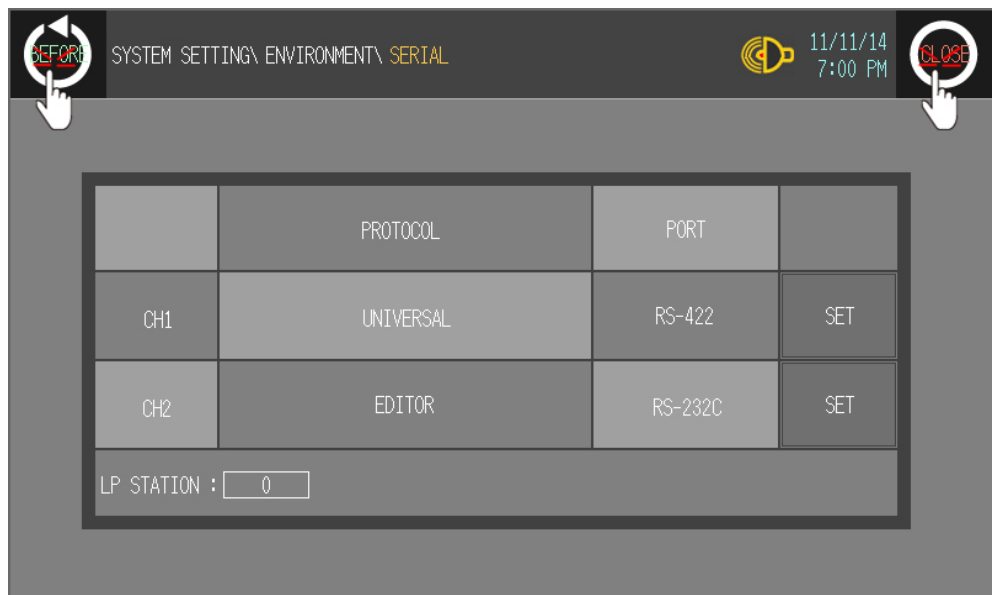 BEFORE
SYSTEM SETTING\ ENVIRONMENT\ SERIAL
11/11/14
7:00 PM
CLOSE
PROTOCOL PORT
CH1 UNIVERSAL RS-422 SET
CH2 EDITOR RS-232C SET
LP STATION : 0